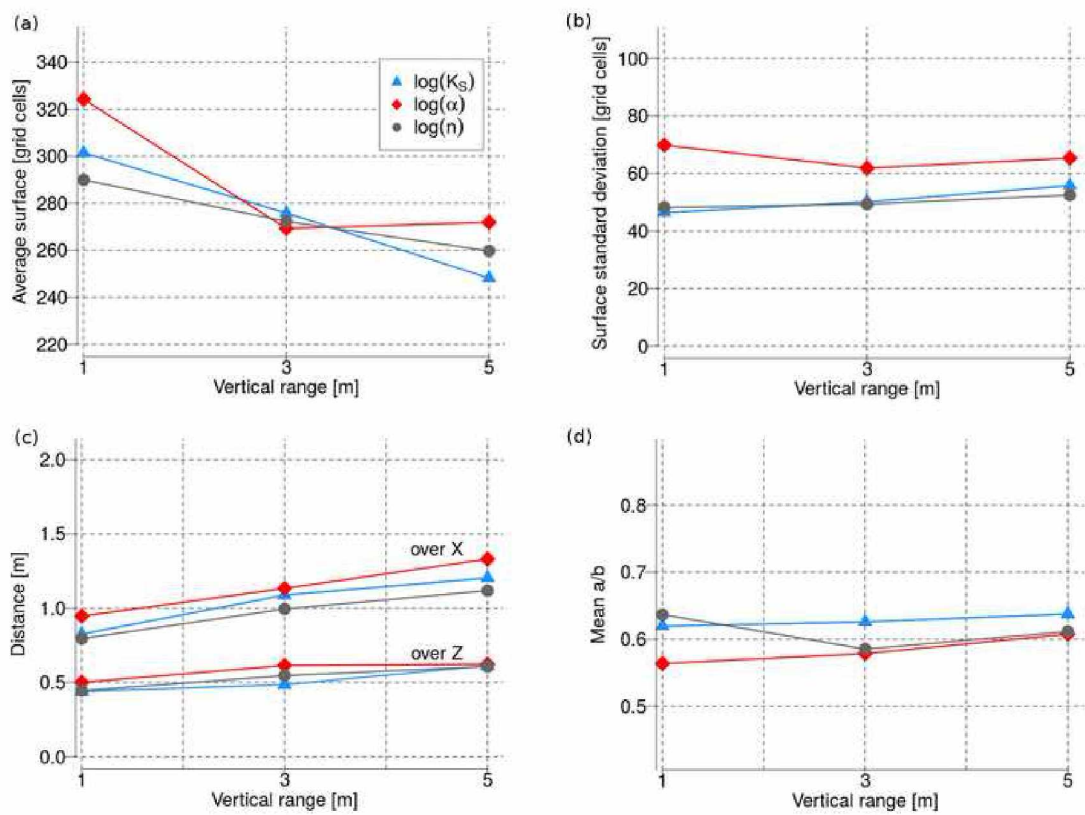 (a)
Average surface [grid cells]
340
320
300
280
260
240
220
log(K_S)
log(α)
log(n)
1 3 5
Vertical range [m]
(b)
Surface standard deviation [grid cells]
100
80
60
40
20
0
1 3 5
Vertical range [m]
(c)
Distance [m]
2.0
1.5
1.0
0.5
0.0
over X
over Z
1 3 5
Vertical range [m]
(d)
Mean a/b
0.8
0.7
0.6
0.5
1 3 5
Vertical range [m]